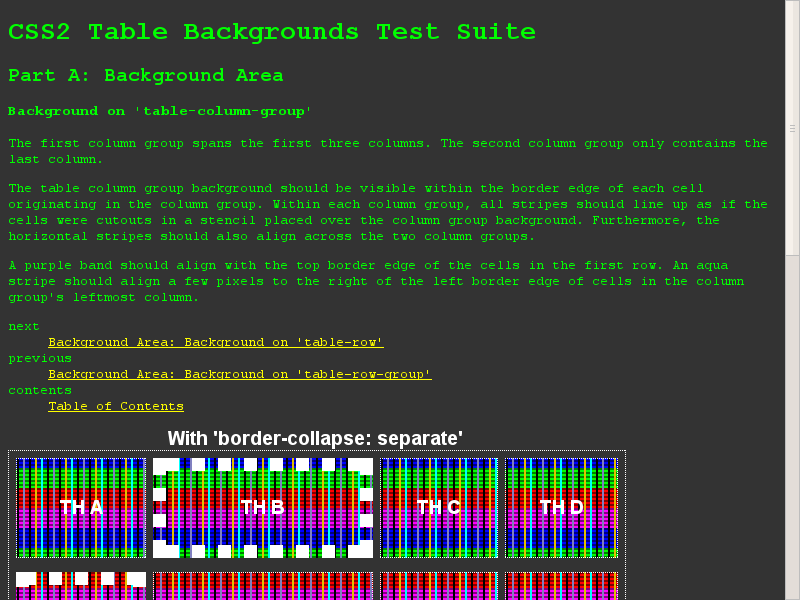 CSS2 Table Backgrounds Test Suite
Part A: Background Area
Background on 'table-column-group'
The first column group spans the first three columns. The second column group only contains the
last column.
The table column group background should be visible within the border edge of each cell
originating in the column group. Within each column group, all stripes should line up as if the
cells were cutouts in a stencil placed over the column group background. Furthermore, the
horizontal stripes should also align across the two column groups.
A purple band should align with the top border edge of the cells in the first row. An aqua
stripe should align a few pixels to the right of the left border edge of cells in the column
group's leftmost column.
next
Background Area: Background on 'table-row'
previous
Background Area: Background on 'table-row-group'
contents
Table of Contents
With 'border-collapse: separate'
TH A TH B TH C TH D